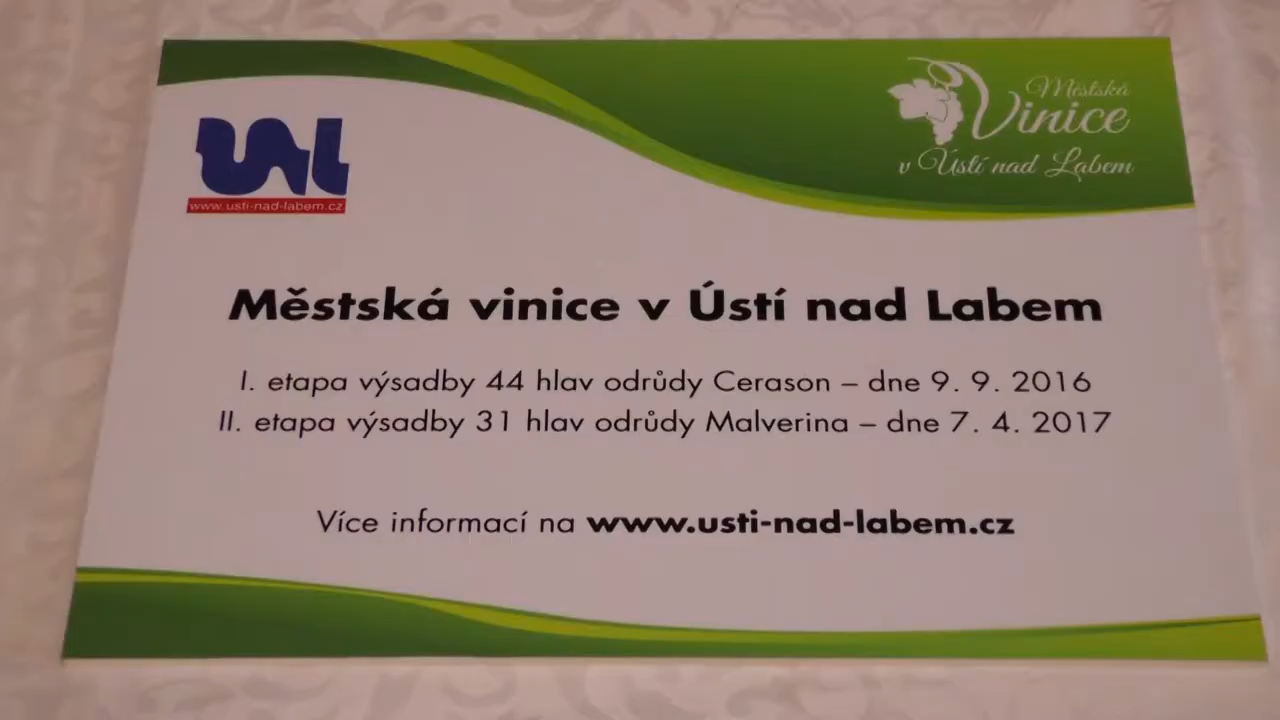 UNL
www.usti-nad-labem.cz
Městská
Vinice
v Ústí nad Labem
Městská vinice v Ústí nad Labem
I. etapa výsadby 44 hlav odrůdy Cerason – dne 9. 9. 2016
II. etapa výsadby 31 hlav odrůdy Malverina – dne 7. 4. 2017
Více informací na www.usti-nad-labem.cz